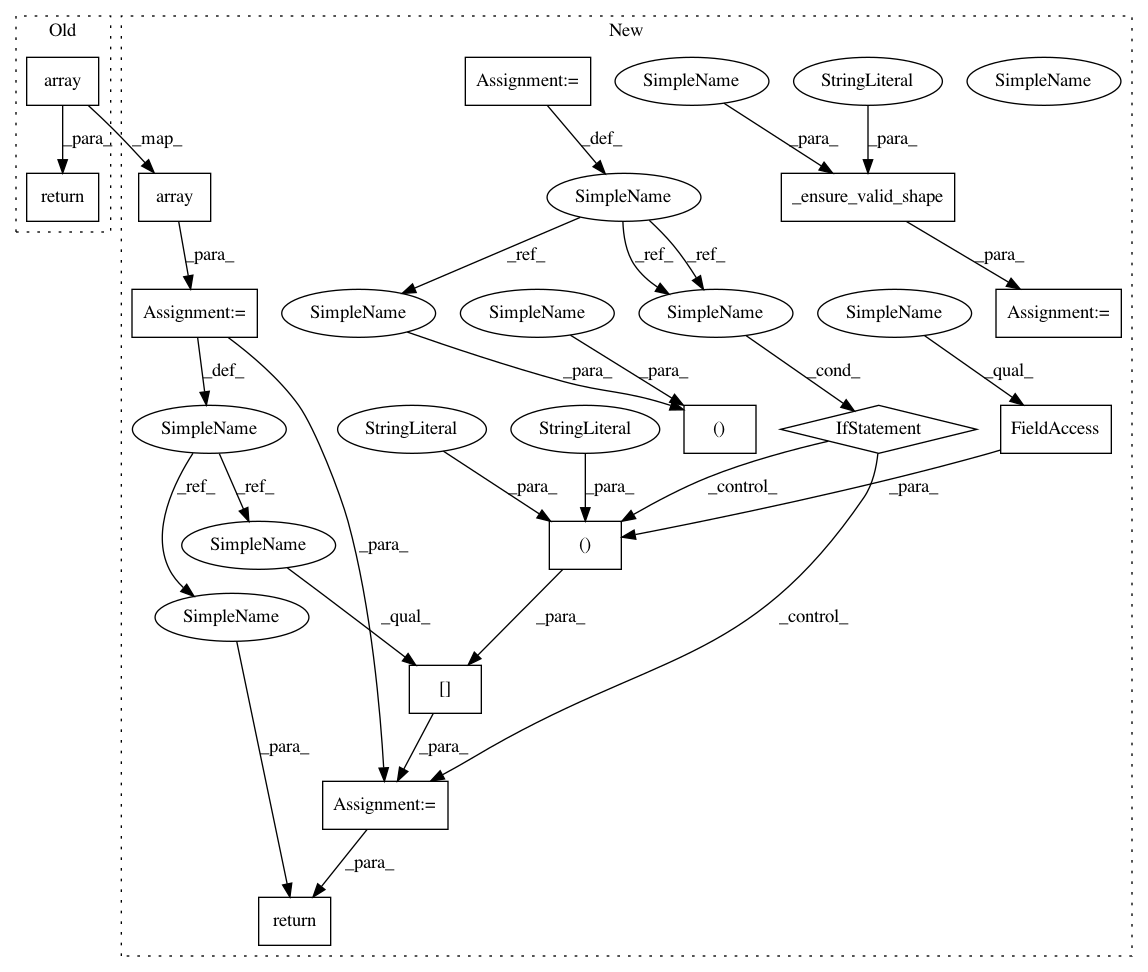 Old
New
array
Assignment:=
SimpleName
StringLiteral
SimpleName
_para_
_map_
_def_
_para_
_para_
return
array
SimpleName
_ensure_valid_shape
_para_
_ref_
_ref_
_ref_
_para_
Assignment:=
SimpleName
SimpleName
SimpleName
SimpleName
Assignment:=
_def_
_para_
_para_
_cond_
_qual_
SimpleName
StringLiteral
StringLiteral
()
IfStatement
FieldAccess
_ref_
_ref_
_para_
_para_
_control_
_para_
SimpleName
_para_
()
SimpleName
_qual_
_para_
_control_
[]
_para_
_para_
Assignment:=
_para_
return